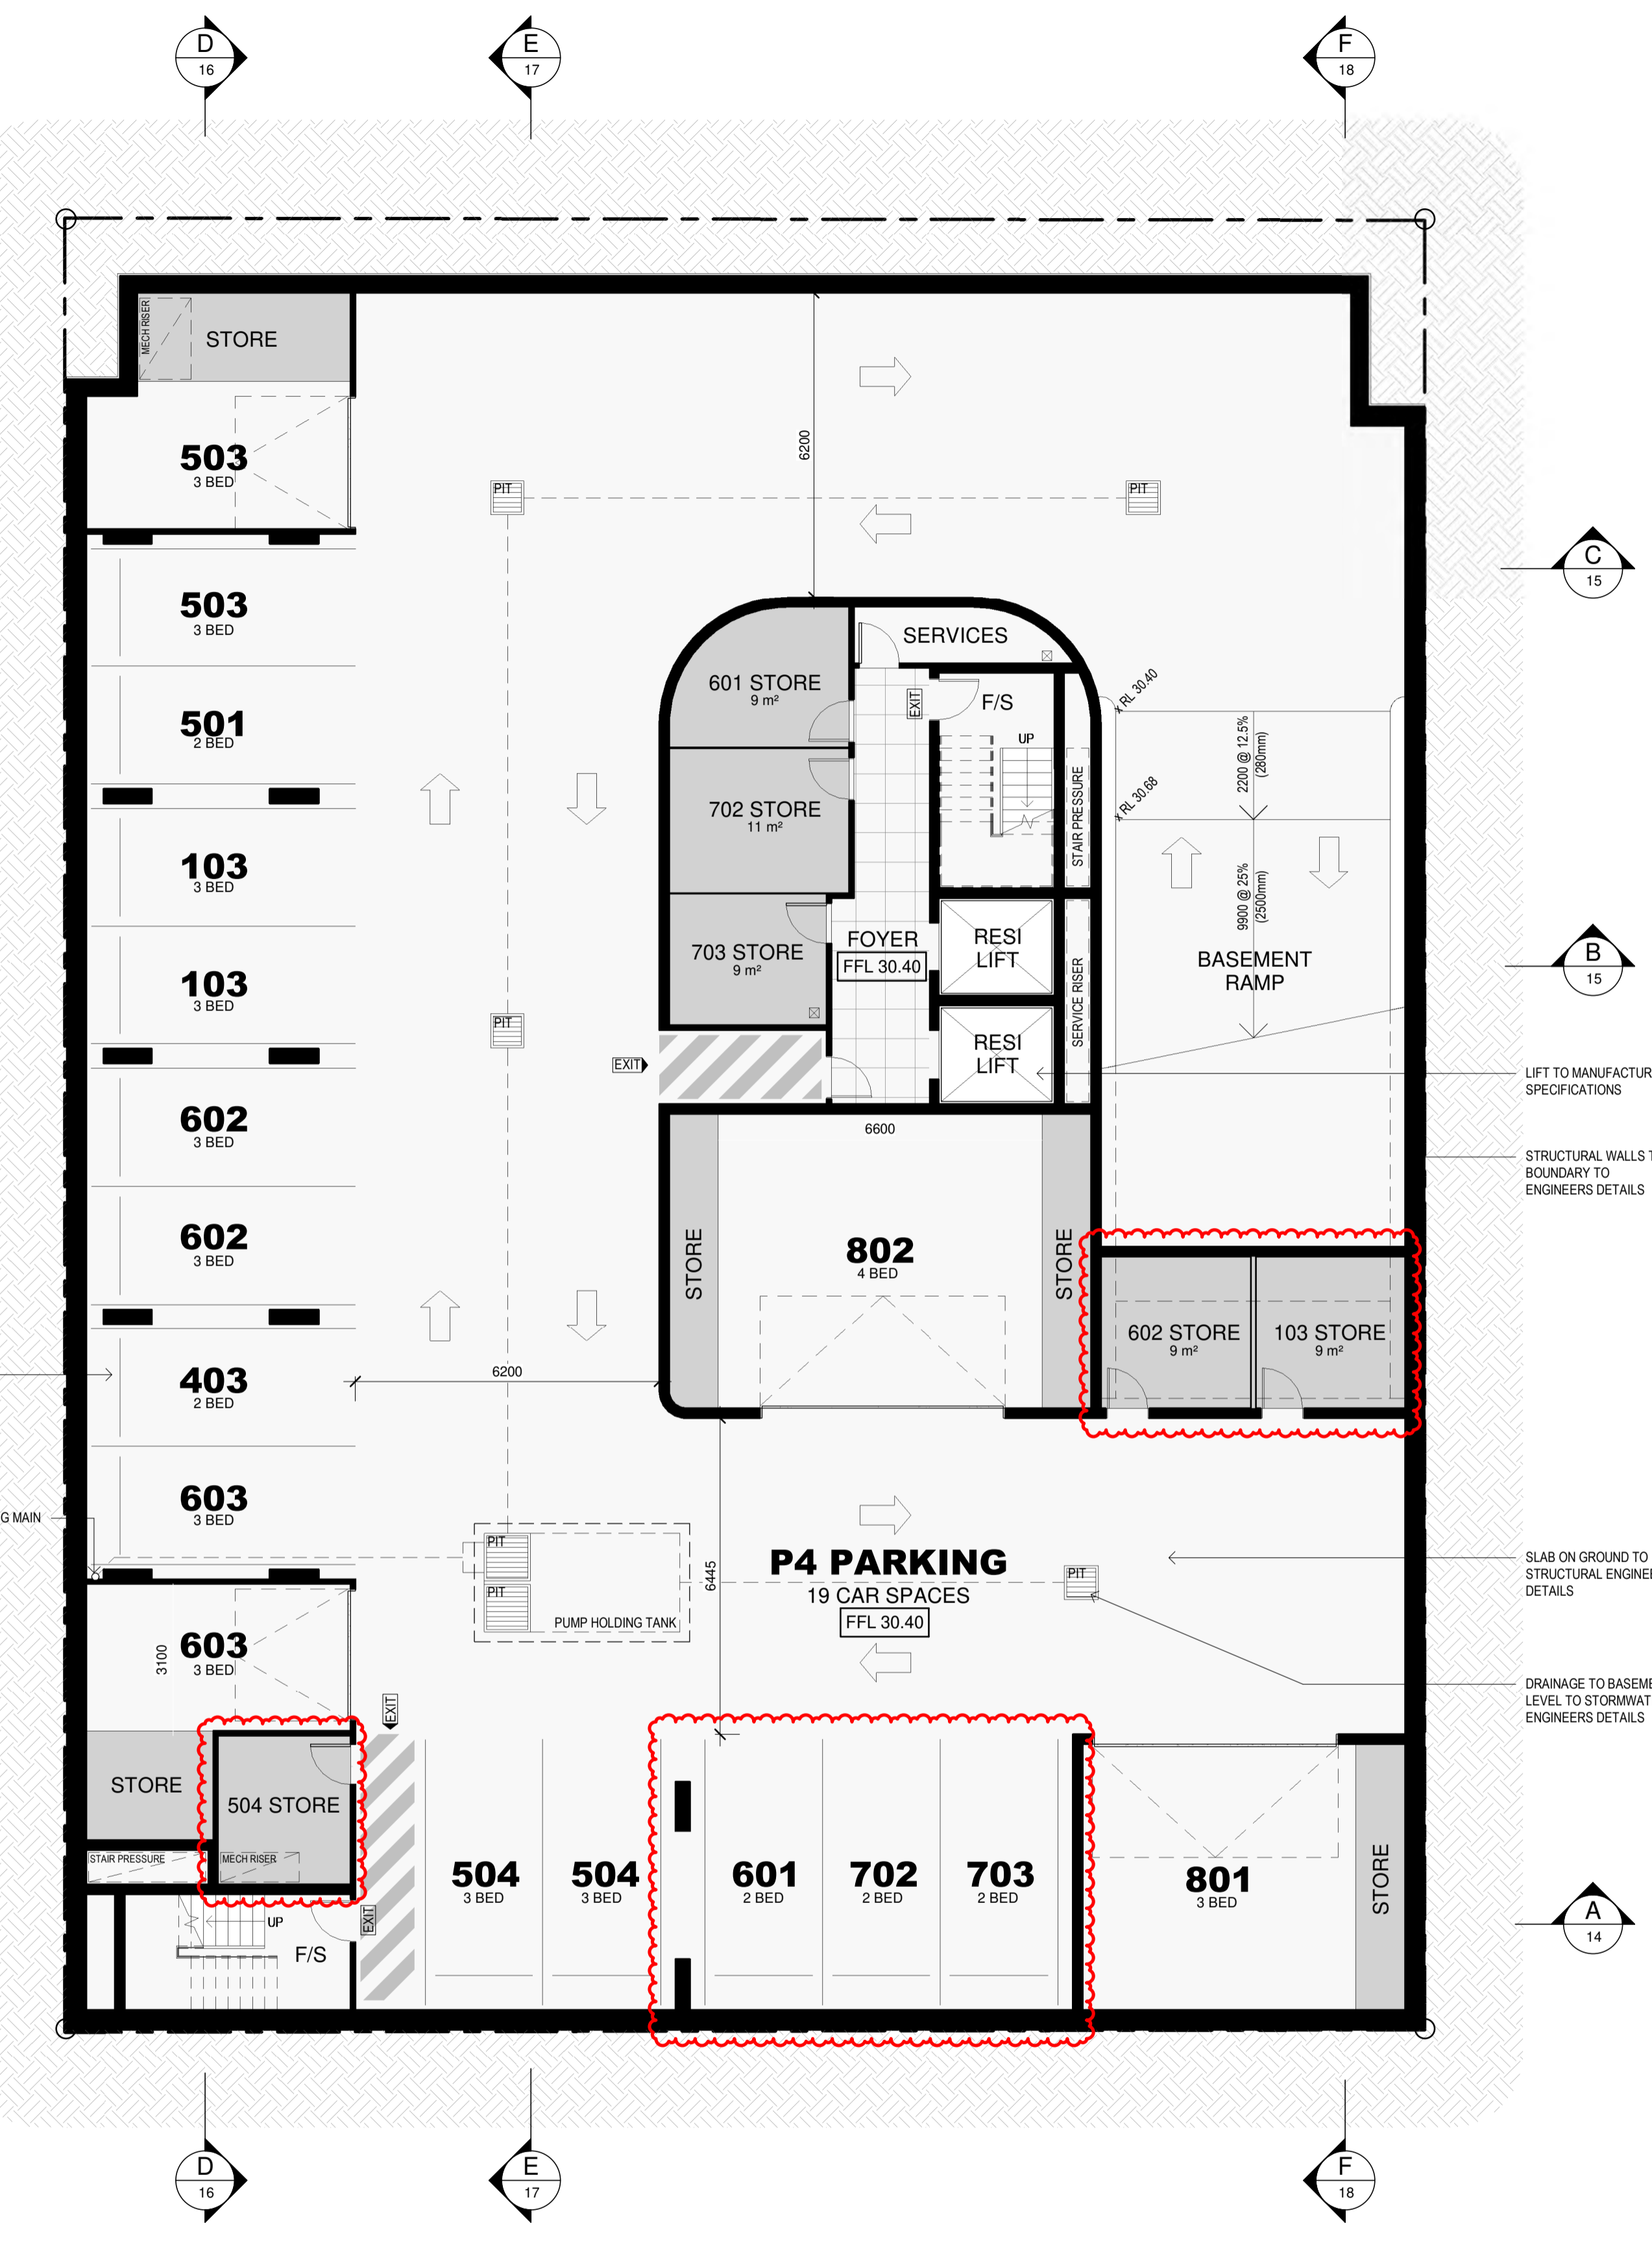 D
16
E
17
F
18
MECH RISER
STORE
503
3 BED
6200
PIT
PIT
C
15
503
3 BED
SERVICES
601 STORE
9 m²
EXIT
F/S
UP
x RL 30.40
501
2 BED
2200 @ 12.5%
(280mm)
702 STORE
11 m²
STAIR PRESSURE
x RL 30.68
103
3 BED
9900 @ 25%
(2500mm)
703 STORE
9 m²
FOYER
FFL 30.40
RESI
LIFT
BASEMENT
RAMP
B
15
103
3 BED
SERVICE RISER
PIT
EXIT
RESI
LIFT
LIFT TO MANUFACTUR
SPECIFICATIONS
602
3 BED
6600
STRUCTURAL WALLS T
BOUNDARY TO
ENGINEERS DETAILS
602
3 BED
STORE
802
4 BED
STORE
602 STORE
9 m²
103 STORE
9 m²
6200
403
2 BED
603
3 BED
G MAIN
PIT
PIT
PUMP HOLDING TANK
6445
P4 PARKING
19 CAR SPACES
FFL 30.40
PIT
SLAB ON GROUND TO
STRUCTURAL ENGINEE
DETAILS
3100
603
3 BED
EXIT
DRAINAGE TO BASEME
LEVEL TO STORMWAT
ENGINEERS DETAILS
STORE
504 STORE
STAIR PRESSURE
MECH RISER
504
3 BED
504
3 BED
601
2 BED
702
2 BED
703
2 BED
801
3 BED
STORE
UP
EXIT
F/S
A
14
D
16
E
17
F
18